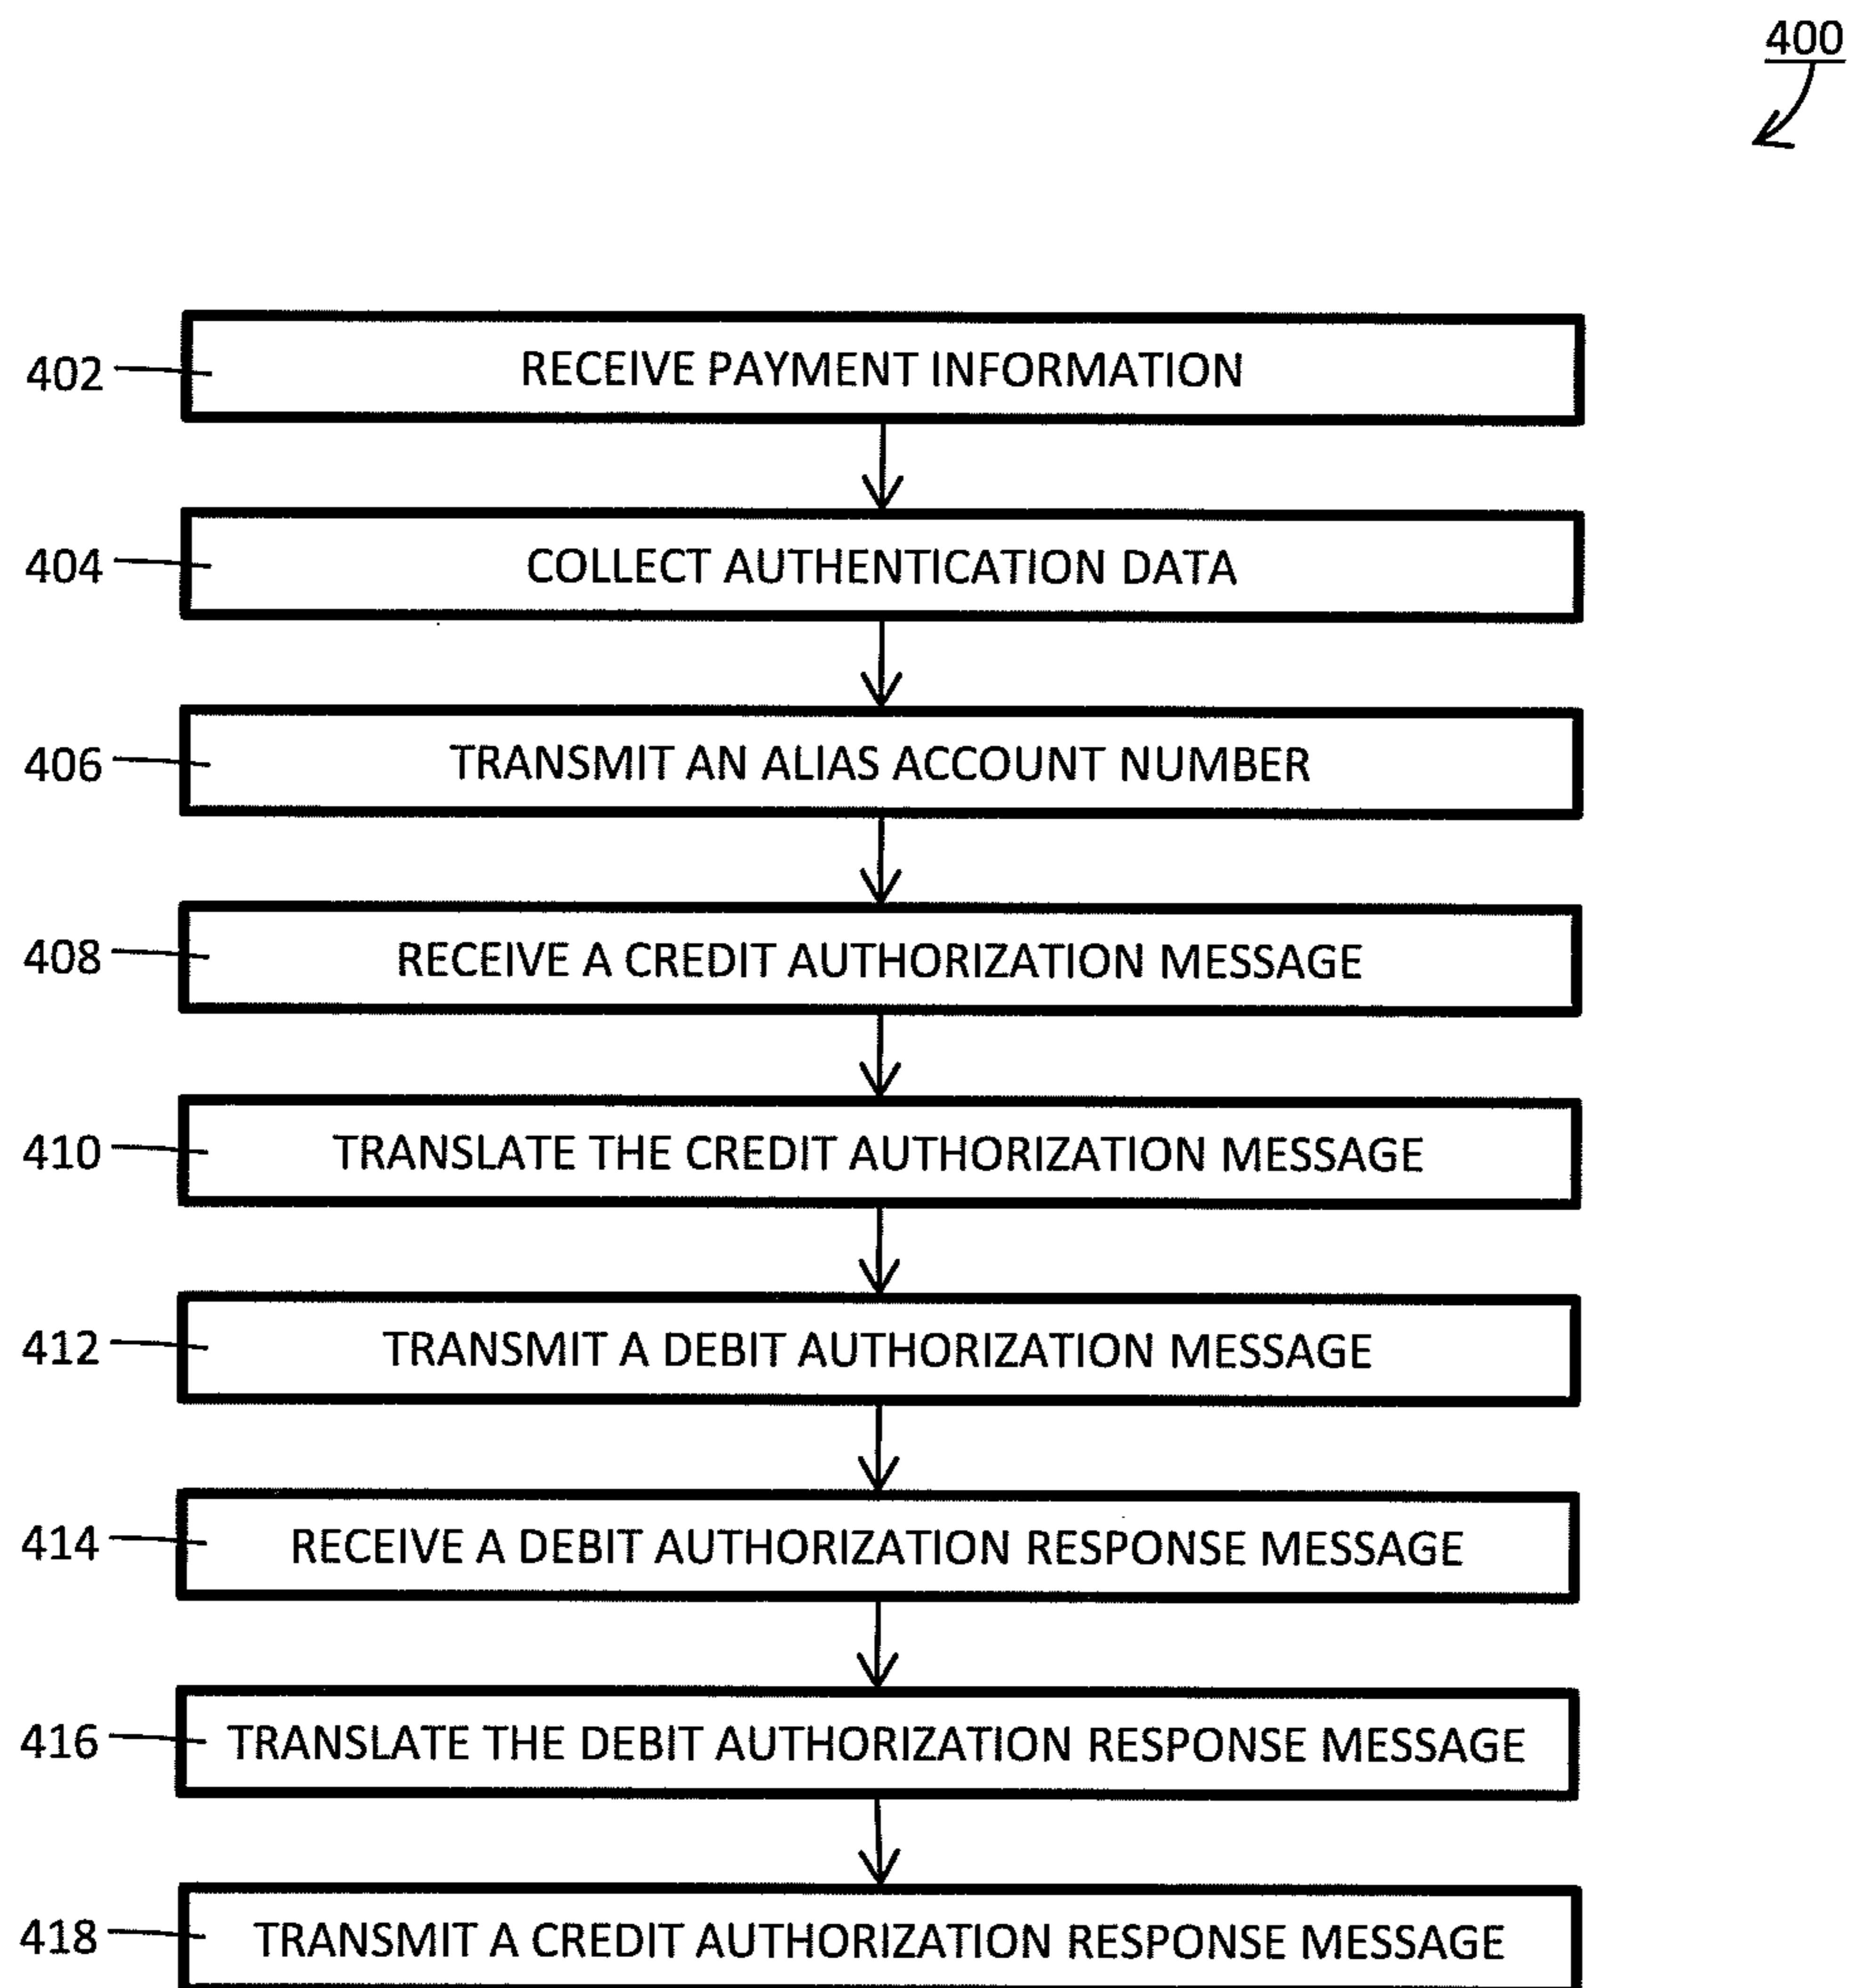 400
402 RECEIVE PAYMENT INFORMATION
404 COLLECT AUTHENTICATION DATA
406 TRANSMIT AN ALIAS ACCOUNT NUMBER
408 RECEIVE A CREDIT AUTHORIZATION MESSAGE
410 TRANSLATE THE CREDIT AUTHORIZATION MESSAGE
412 TRANSMIT A DEBIT AUTHORIZATION MESSAGE
414 RECEIVE A DEBIT AUTHORIZATION RESPONSE MESSAGE
416 TRANSLATE THE DEBIT AUTHORIZATION RESPONSE MESSAGE
418 TRANSMIT A CREDIT AUTHORIZATION RESPONSE MESSAGE